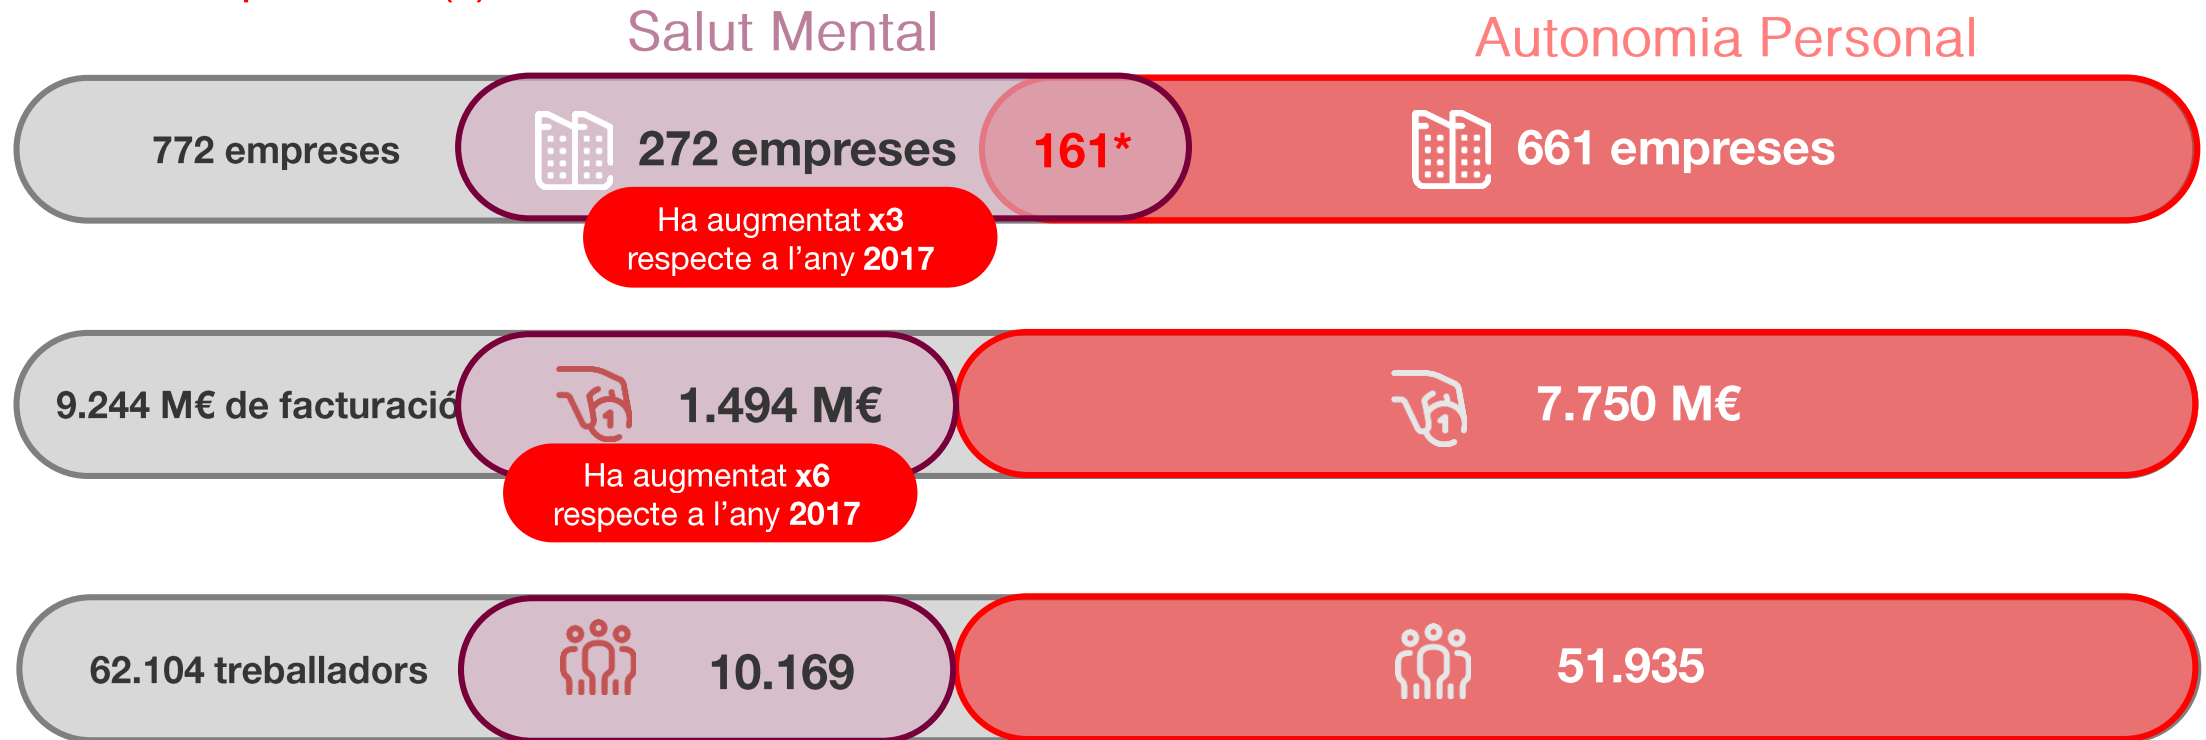 Salut Mental
Autonomia Personal
772 empreses
272 empreses
161*
661 empreses
Ha augmentat x3
respecte a l’any 2017
9.244 M€ de facturació
1.494 M€
7.750 M€
Ha augmentat x6
respecte a l’any 2017
62.104 treballadors
10.169
51.935